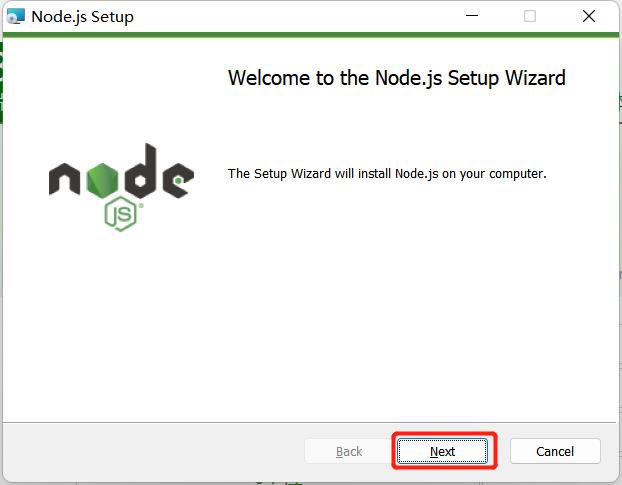 Node.js Setup
Welcome to the Node.js Setup Wizard
node
JS
The Setup Wizard will install Node.js on your computer.
Back
Next
Cancel